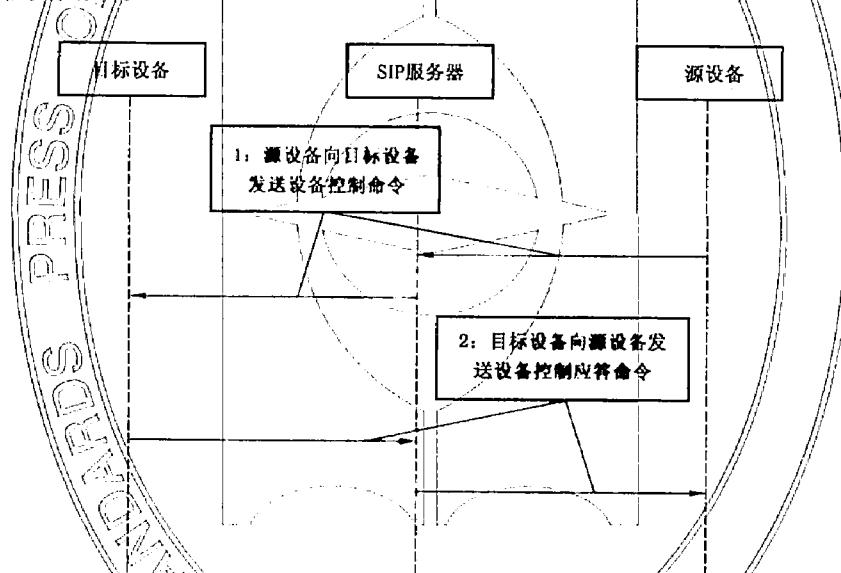 目标设备
SIP服务器
源设备
1: 源设备向目标设备
发送设备控制命令
2: 目标设备向源设备发
送设备控制应答命令
PRESS